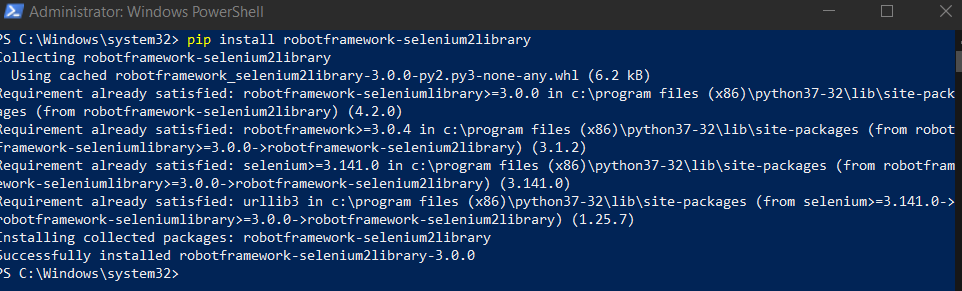 Administrator: Windows PowerShell
PS C:\Windows\system32> pip install robotframework-selenium2library
Collecting robotframework-selenium2library
  Using cached robotframework_selenium2library-3.0.0-py2.py3-none-any.whl (6.2 kB)
Requirement already satisfied: robotframework-seleniumlibrary>=3.0.0 in c:\program files (x86)\python37-32\lib\site-pack
ages (from robotframework-selenium2library) (4.2.0)
Requirement already satisfied: robotframework>=3.0.4 in c:\program files (x86)\python37-32\lib\site-packages (from robot
framework-seleniumlibrary>=3.0.0->robotframework-selenium2library) (3.1.2)
Requirement already satisfied: selenium>=3.141.0 in c:\program files (x86)\python37-32\lib\site-packages (from robotfram
ework-seleniumlibrary>=3.0.0->robotframework-selenium2library) (3.141.0)
Requirement already satisfied: urllib3 in c:\program files (x86)\python37-32\lib\site-packages (from selenium>=3.141.0->
robotframework-seleniumlibrary>=3.0.0->robotframework-selenium2library) (1.25.7)
Installing collected packages: robotframework-selenium2library
Successfully installed robotframework-selenium2library-3.0.0
PS C:\Windows\system32>